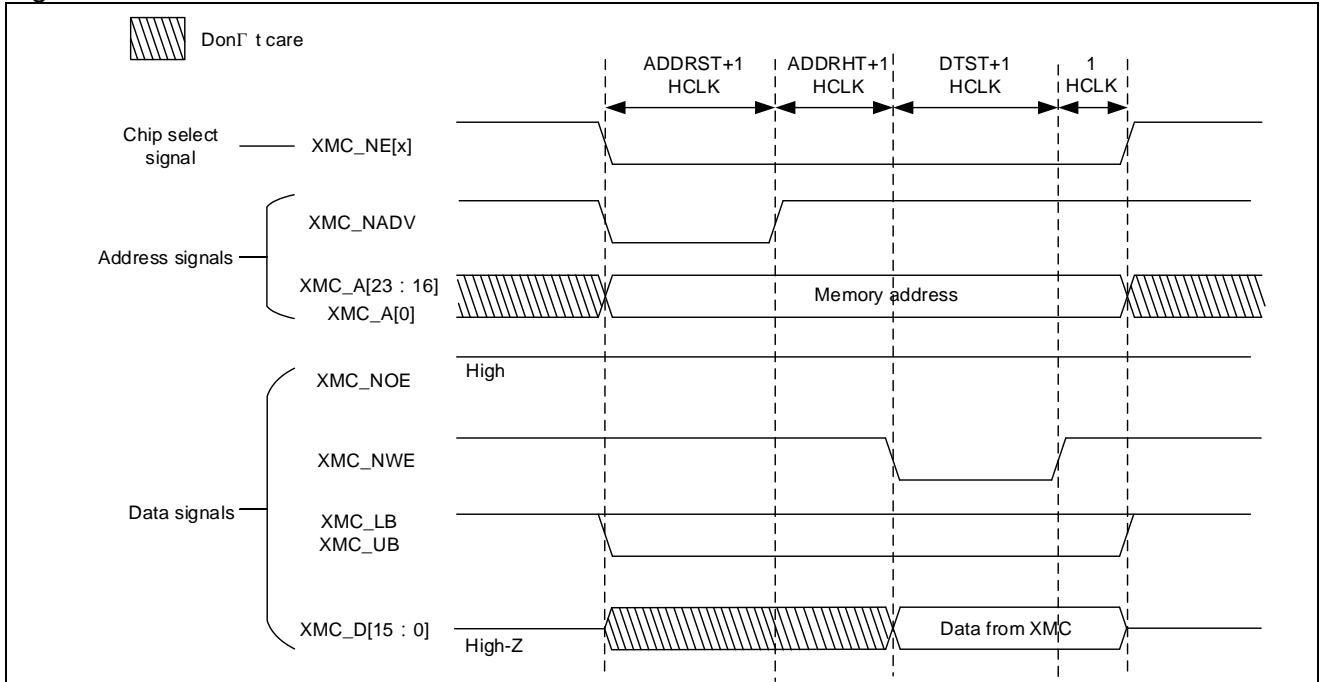 DonΓ t care
ADDRST+1 HCLK
ADDRHT+1 HCLK
DTST+1 HCLK
1 HCLK
Chip select signal
XMC_NE[x]
Address signals
XMC_NADV
XMC_A[23 : 16]
XMC_A[0]
Memory address
Data signals
XMC_NOE
High
XMC_NWE
XMC_LB
XMC_UB
XMC_D[15 : 0]
High-Z
Data from XMC